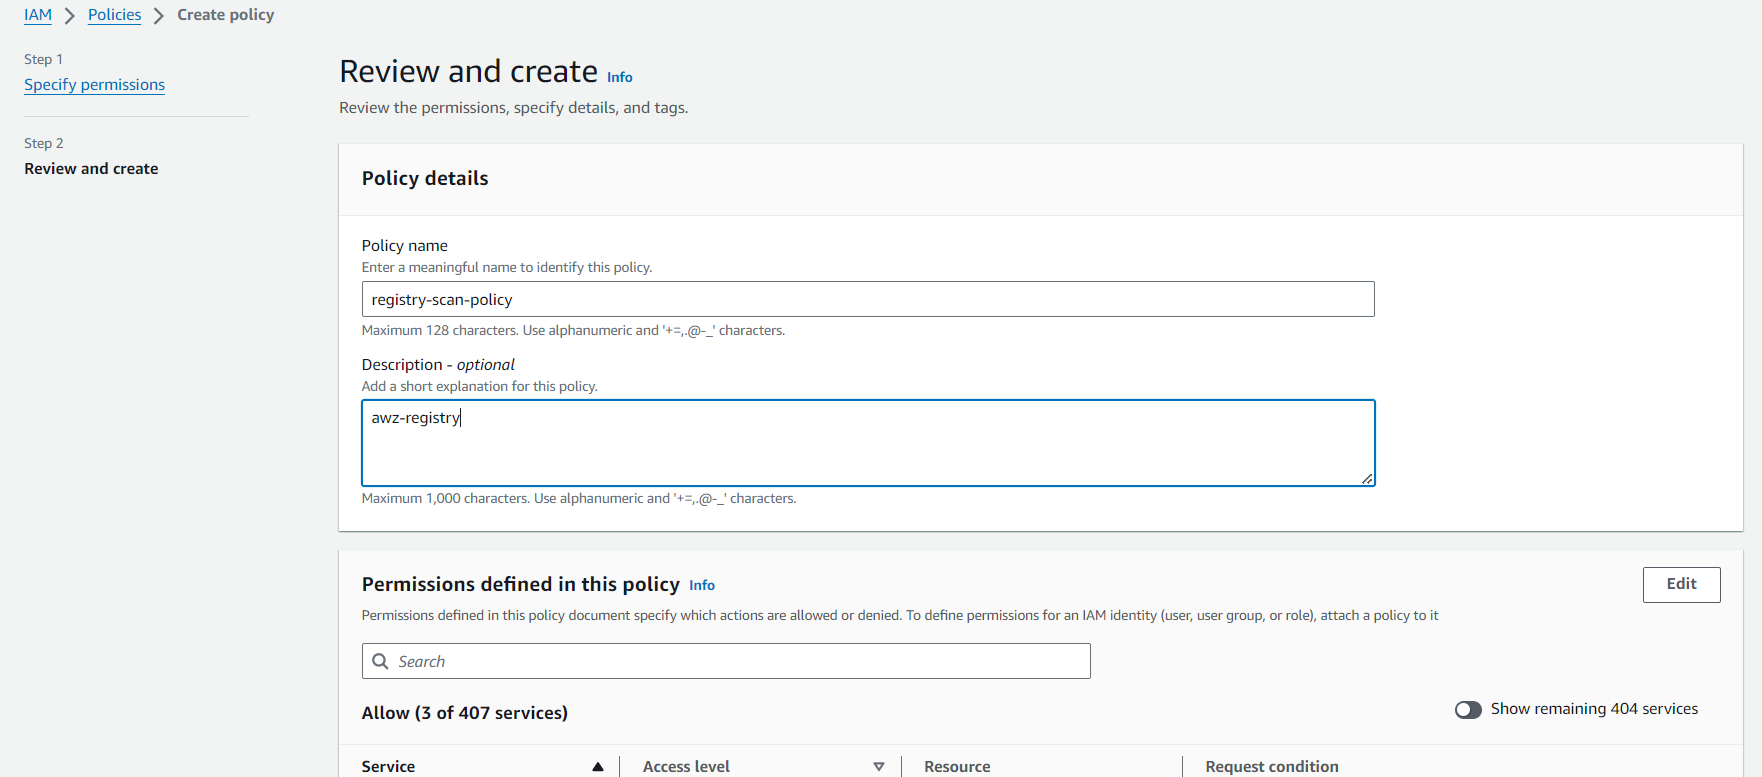 IAM > Policies > Create policy
Step 1
Specify permissions
Step 2
Review and create
Review and create Info
Review the permissions, specify details, and tags.
Policy details
Policy name
Enter a meaningful name to identify this policy.
registry-scan-policy
Maximum 128 characters. Use alphanumeric and '+=,.@-_' characters.
Description - optional
Add a short explanation for this policy.
awz-registry
Maximum 1,000 characters. Use alphanumeric and '+=,.@-_' characters.
Permissions defined in this policy Info
Edit
Permissions defined in this policy document specify which actions are allowed or denied. To define permissions for an IAM identity (user, user group, or role), attach a policy to it
Search
Allow (3 of 407 services)
Show remaining 404 services
Service Access level Resource Request condition